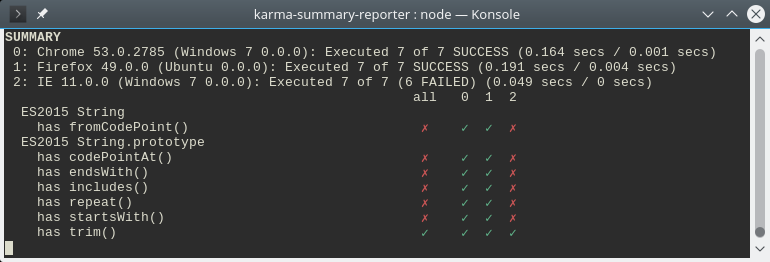 karma-summary-reporter : node — Konsole
SUMMARY
0: Chrome 53.0.2785 (Windows 7 0.0.0): Executed 7 of 7 SUCCESS (0.164 secs / 0.001 secs)
1: Firefox 49.0.0 (Ubuntu 0.0.0): Executed 7 of 7 SUCCESS (0.191 secs / 0.004 secs)
2: IE 11.0.0 (Windows 7 0.0.0): Executed 7 of 7 (6 FAILED) (0.049 secs / 0 secs)
all 0 1 2
ES2015 String
has fromCodePoint() ✗ ✓ ✓ ✗
ES2015 String.prototype
has codePointAt() ✗ ✓ ✓ ✗
has endsWith() ✗ ✓ ✓ ✗
has includes() ✗ ✓ ✓ ✗
has repeat() ✗ ✓ ✓ ✗
has startsWith() ✗ ✓ ✓ ✗
has trim() ✓ ✓ ✓ ✓